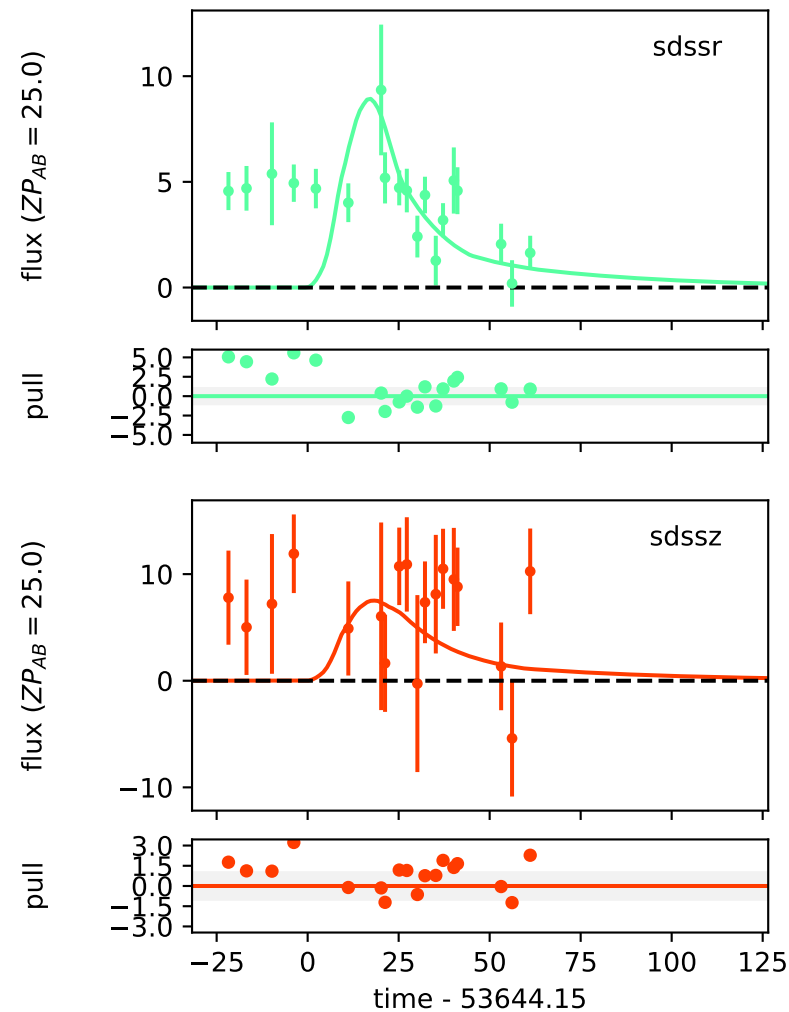 sdssr
flux (ZP_AB = 25.0)
10
5
0
pull
5.0
2.5
0.0
−2.5
−5.0
sdssz
flux (ZP_AB = 25.0)
10
0
−10
pull
3.0
1.5
0.0
−1.5
−3.0
−25 0 25 50 75 100 125
time - 53644.15